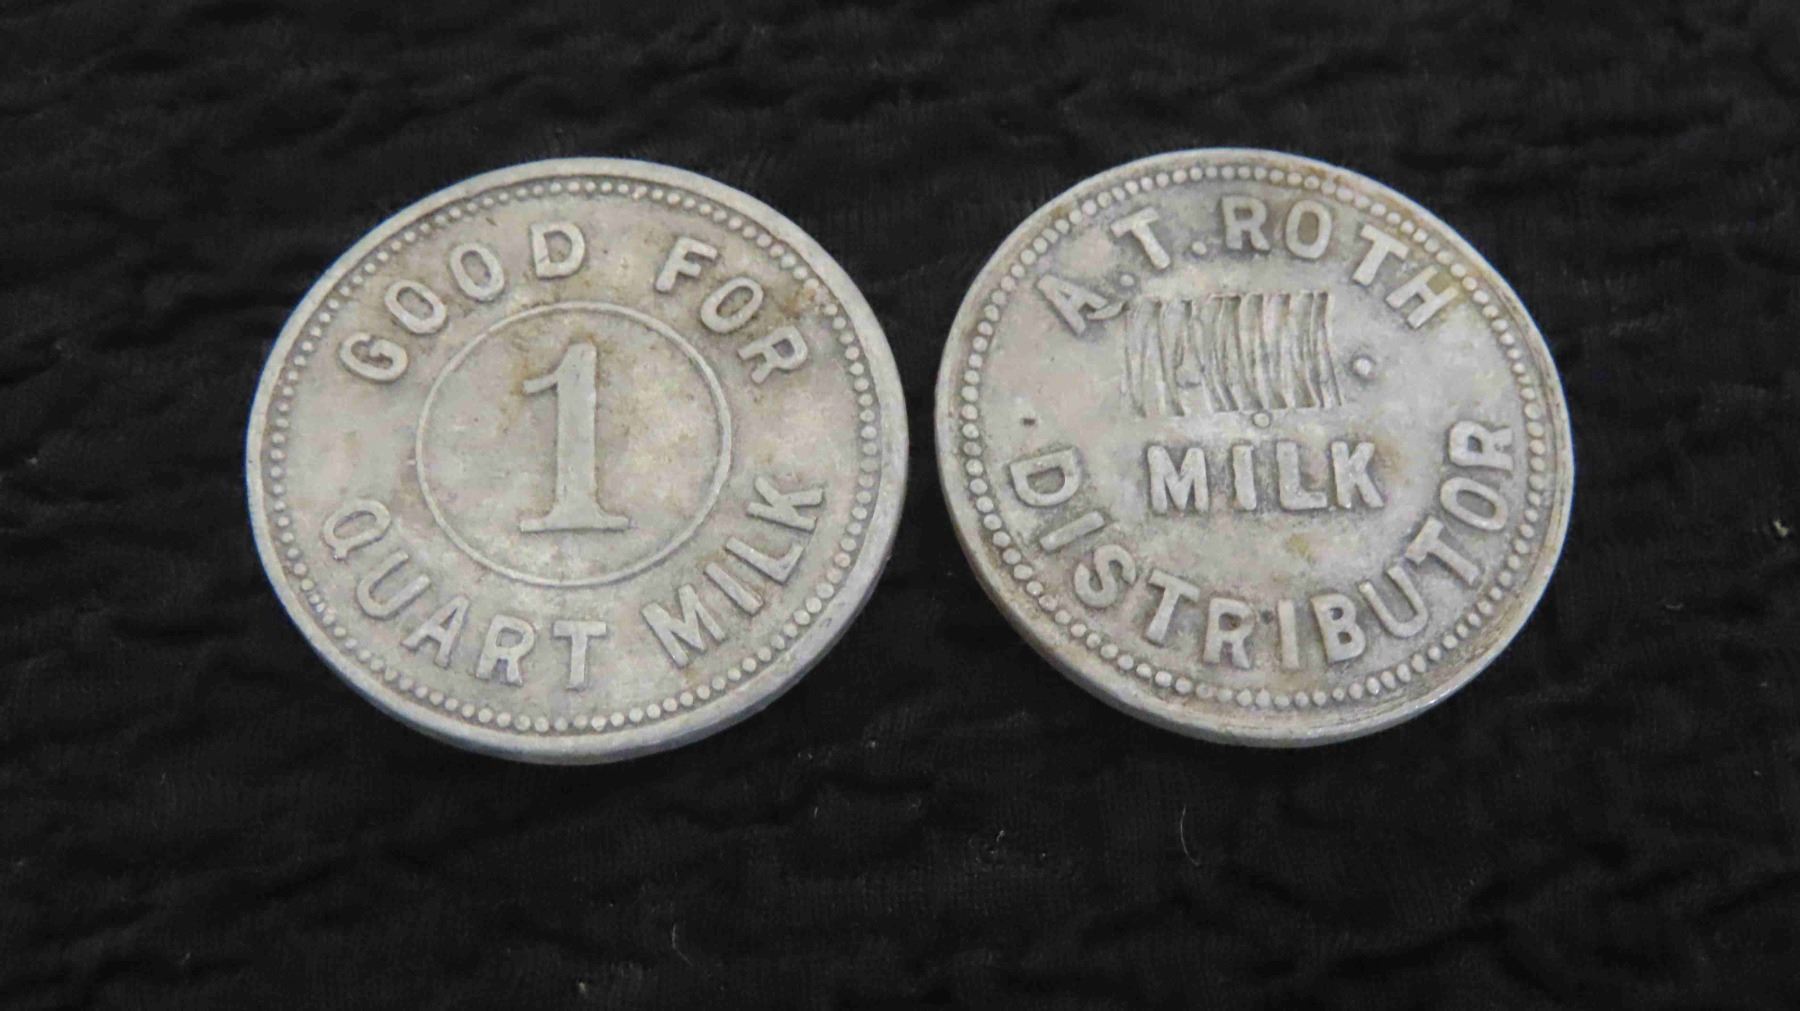 GOOD FOR
1
QUART MILK
A.T. ROTH
MILK
DISTRIBUTOR